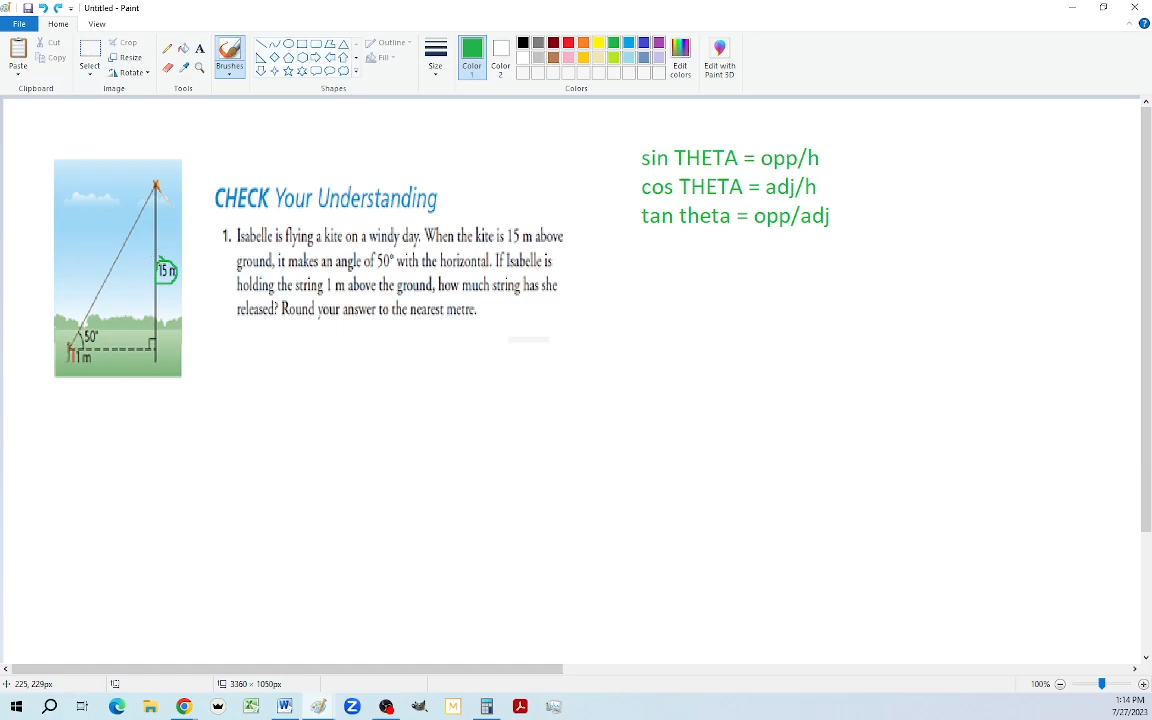 Untitled - Paint
File Home View
Paste
Cut
Copy
Clipboard
Select
Crop
Resize
Rotate
Image
A
Tools
Brushes
Outline
Fill
Shapes
Size
Color 1
Color 2
Edit colors
Edit with Paint 3D
Colors
sin THETA = opp/h
cos THETA = adj/h
tan theta = opp/adj
CHECK Your Understanding
1. Isabelle is flying a kite on a windy day. When the kite is 15 m above
ground, it makes an angle of 50° with the horizontal. If Isabelle is
holding the string 1 m above the ground, how much string has she
released? Round your answer to the nearest metre.
15 m
50°
1 m
225, 229px
3360 × 1050px
100%
1:14 PM
7/27/2023